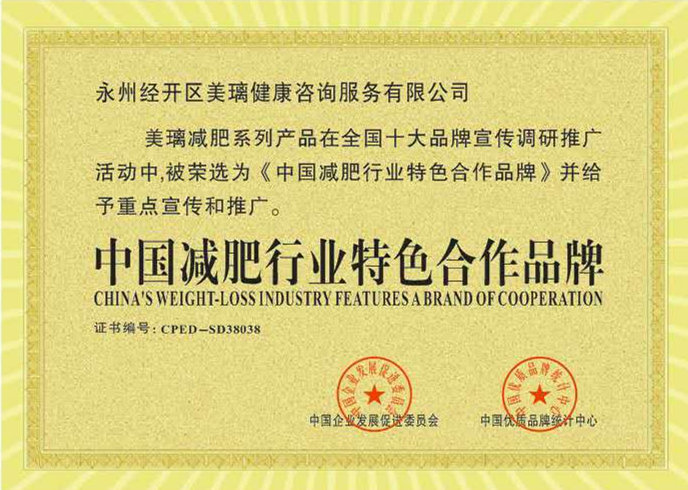 永州经开区美璃健康咨询服务有限公司
美璃减肥系列产品在全国十大品牌宣传调研推广
活动中,被荣选为《中国减肥行业特色合作品牌》并给
予重点宣传和推广。
中国减肥行业特色合作品牌
CHINA'S WEIGHT-LOSS INDUSTRY FEATURES A BRAND OF COOPERATION
证书编号: CPED-SD38038
中国企业发展促进委员会
中国优质品牌统计中心
中国企业发展促进委员会
中国优质品牌统计中心